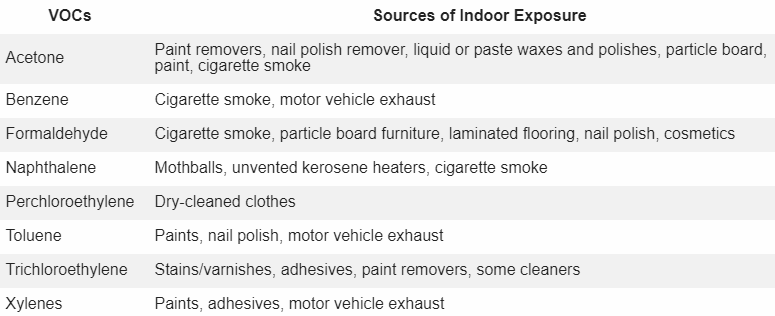 VOCs Sources of Indoor Exposure
Acetone Paint removers, nail polish remover, liquid or paste waxes and polishes, particle board,
paint, cigarette smoke
Benzene Cigarette smoke, motor vehicle exhaust
Formaldehyde Cigarette smoke, particle board furniture, laminated flooring, nail polish, cosmetics
Naphthalene Mothballs, unvented kerosene heaters, cigarette smoke
Perchloroethylene Dry-cleaned clothes
Toluene Paints, nail polish, motor vehicle exhaust
Trichloroethylene Stains/varnishes, adhesives, paint removers, some cleaners
Xylenes Paints, adhesives, motor vehicle exhaust